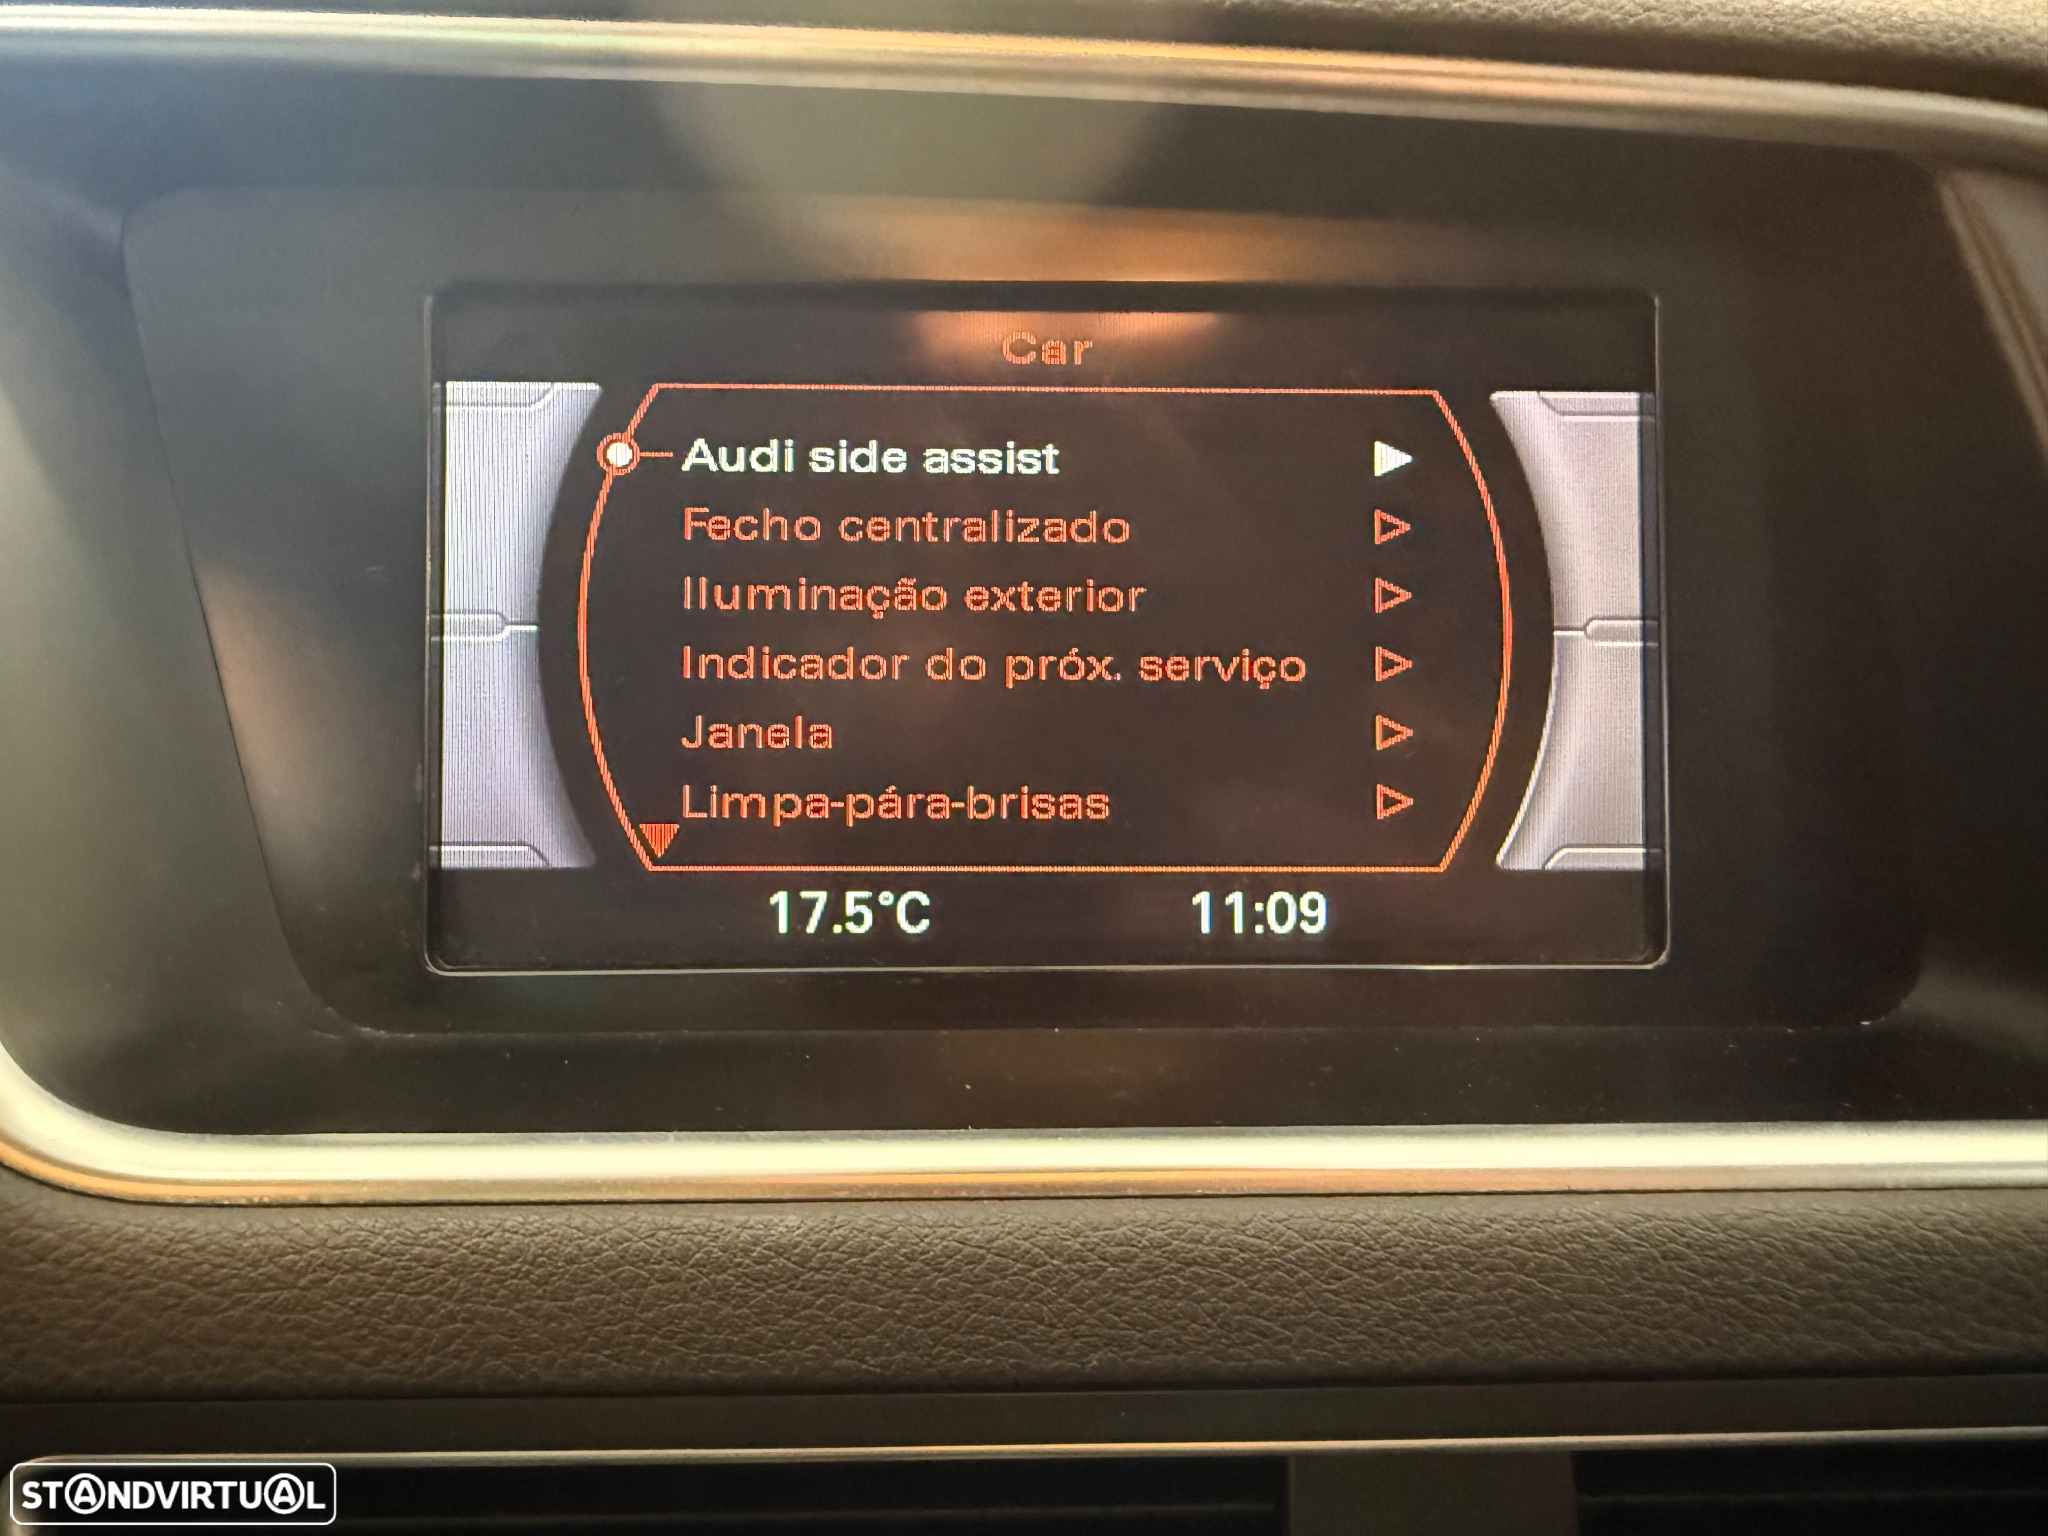 Car
Audi side assist
Fecho centralizado
Iluminação exterior
Indicador do próx. serviço
Janela
Limpa-pára-brisas
17.5°C 11:09
STANDVIRTUAL